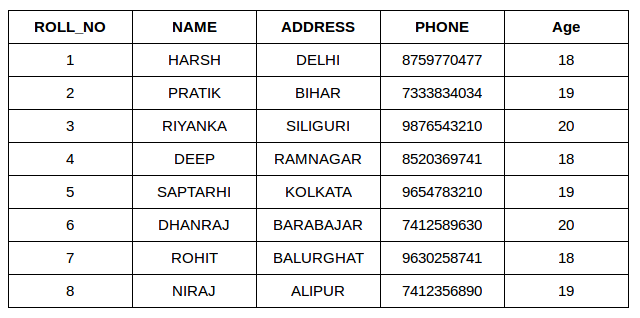 ROLL_NO NAME ADDRESS PHONE Age
1 HARSH DELHI 8759770477 18
2 PRATIK BIHAR 7333834034 19
3 RIYANKA SILIGURI 9876543210 20
4 DEEP RAMNAGAR 8520369741 18
5 SAPTARHI KOLKATA 9654783210 19
6 DHANRAJ BARABAJAR 7412589630 20
7 ROHIT BALURGHAT 9630258741 18
8 NIRAJ ALIPUR 7412356890 19